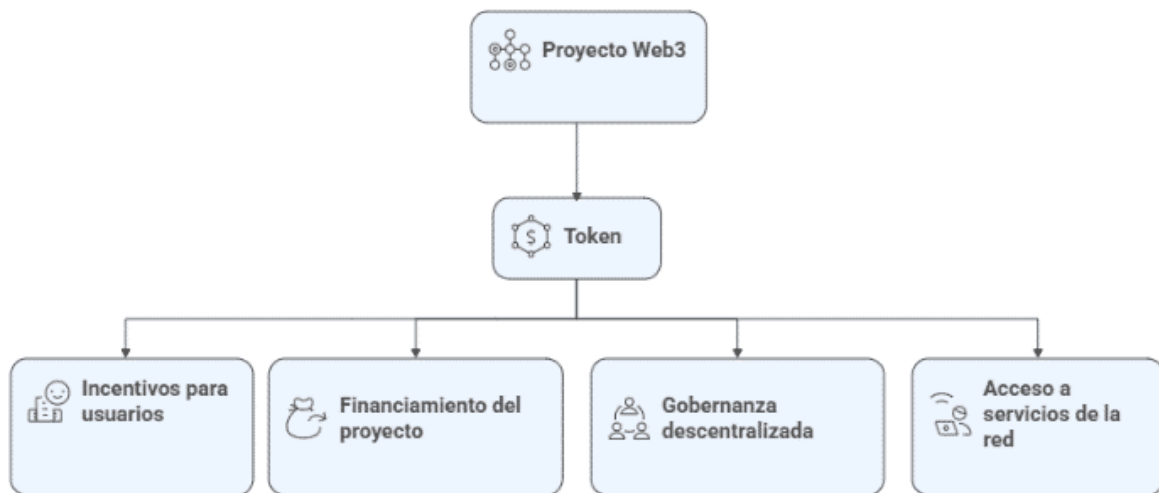 Proyecto Web3
Token
Incentivos para
usuarios
Financiamiento del
proyecto
Gobernanza
descentralizada
Acceso a
servicios de la
red